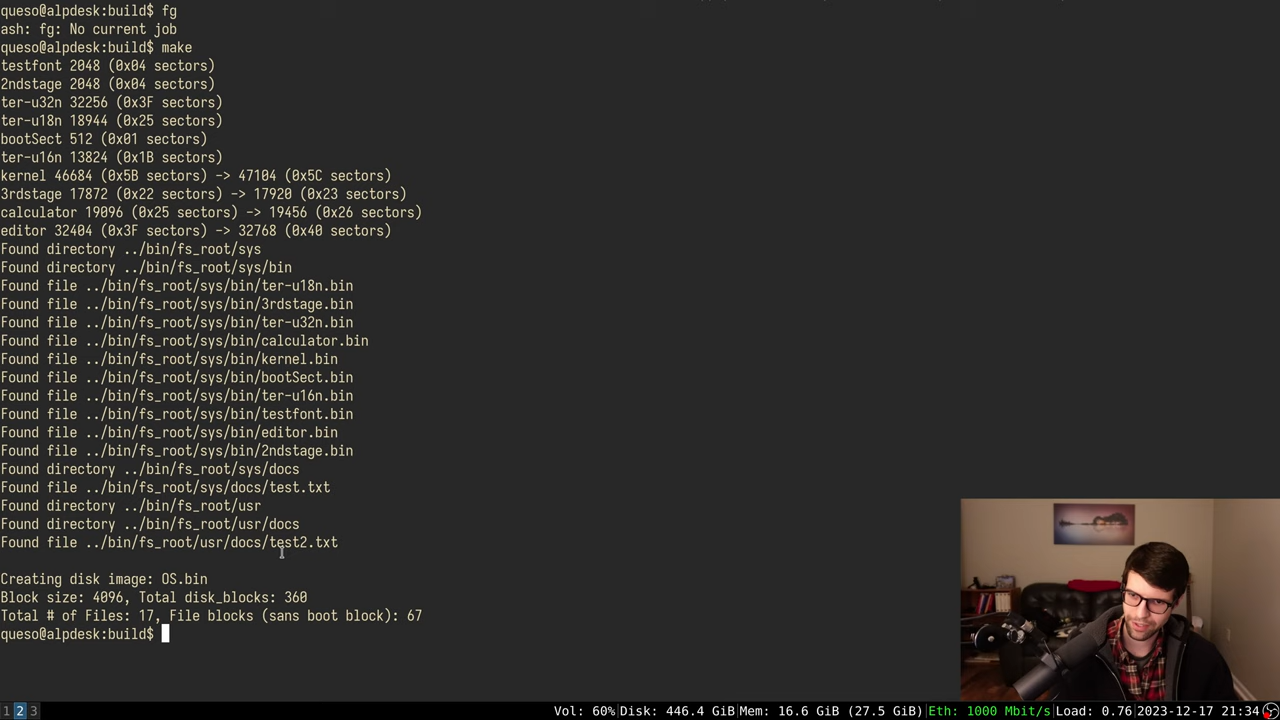 queso@alpdesk:build$ fg
ash: fg: No current job
queso@alpdesk:build$ make
testfont 2048 (0x04 sectors)
2ndstage 2048 (0x04 sectors)
ter-u32n 32256 (0x3F sectors)
ter-u18n 18944 (0x25 sectors)
bootSect 512 (0x01 sectors)
ter-u16n 13824 (0x1B sectors)
kernel 46684 (0x5B sectors) -> 47104 (0x5C sectors)
3rdstage 17872 (0x22 sectors) -> 17920 (0x23 sectors)
calculator 19096 (0x25 sectors) -> 19456 (0x26 sectors)
editor 32404 (0x3F sectors) -> 32768 (0x40 sectors)
Found directory ../bin/fs_root/sys
Found directory ../bin/fs_root/sys/bin
Found file ../bin/fs_root/sys/bin/ter-u18n.bin
Found file ../bin/fs_root/sys/bin/3rdstage.bin
Found file ../bin/fs_root/sys/bin/ter-u32n.bin
Found file ../bin/fs_root/sys/bin/calculator.bin
Found file ../bin/fs_root/sys/bin/kernel.bin
Found file ../bin/fs_root/sys/bin/bootSect.bin
Found file ../bin/fs_root/sys/bin/ter-u16n.bin
Found file ../bin/fs_root/sys/bin/testfont.bin
Found file ../bin/fs_root/sys/bin/editor.bin
Found file ../bin/fs_root/sys/bin/2ndstage.bin
Found directory ../bin/fs_root/sys/docs
Found file ../bin/fs_root/sys/docs/test.txt
Found directory ../bin/fs_root/usr
Found directory ../bin/fs_root/usr/docs
Found file ../bin/fs_root/usr/docs/test2.txt
Creating disk image: OS.bin
Block size: 4096, Total disk_blocks: 360
Total # of Files: 17, File blocks (sans boot block): 67
queso@alpdesk:build$
1 2 3 Vol: 60%|Disk: 446.4 GiB|Mem: 16.6 GiB (27.5 GiB)|Eth: 1000 Mbit/s|Load: 0.76|2023-12-17 21:34